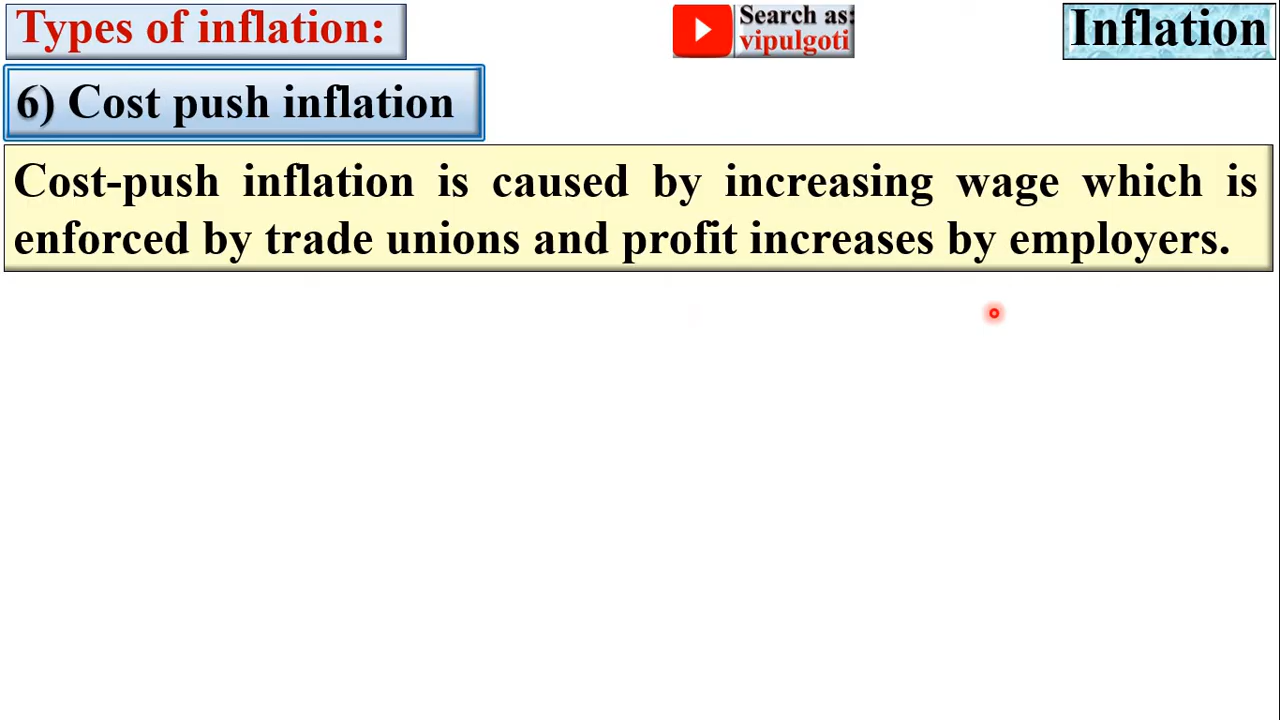 Types of inflation:
Search as:
vipulgoti
Inflation
6) Cost push inflation
Cost-push inflation is caused by increasing wage which is
enforced by trade unions and profit increases by employers.